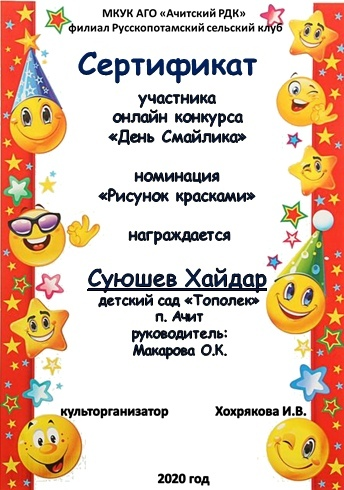 МКУК АГО «Ачитский РДК»
филиал Русскопотамский сельский клуб
Сертификат
участника
онлайн конкурса
«День Смайлика»
номинация
«Рисунок красками»
награждается
Суюшев Хайдар
детский сад «Тополек»
п. Ачит
руководитель:
Макарова О.К.
культорганизатор Хохрякова И.В.
2020 год